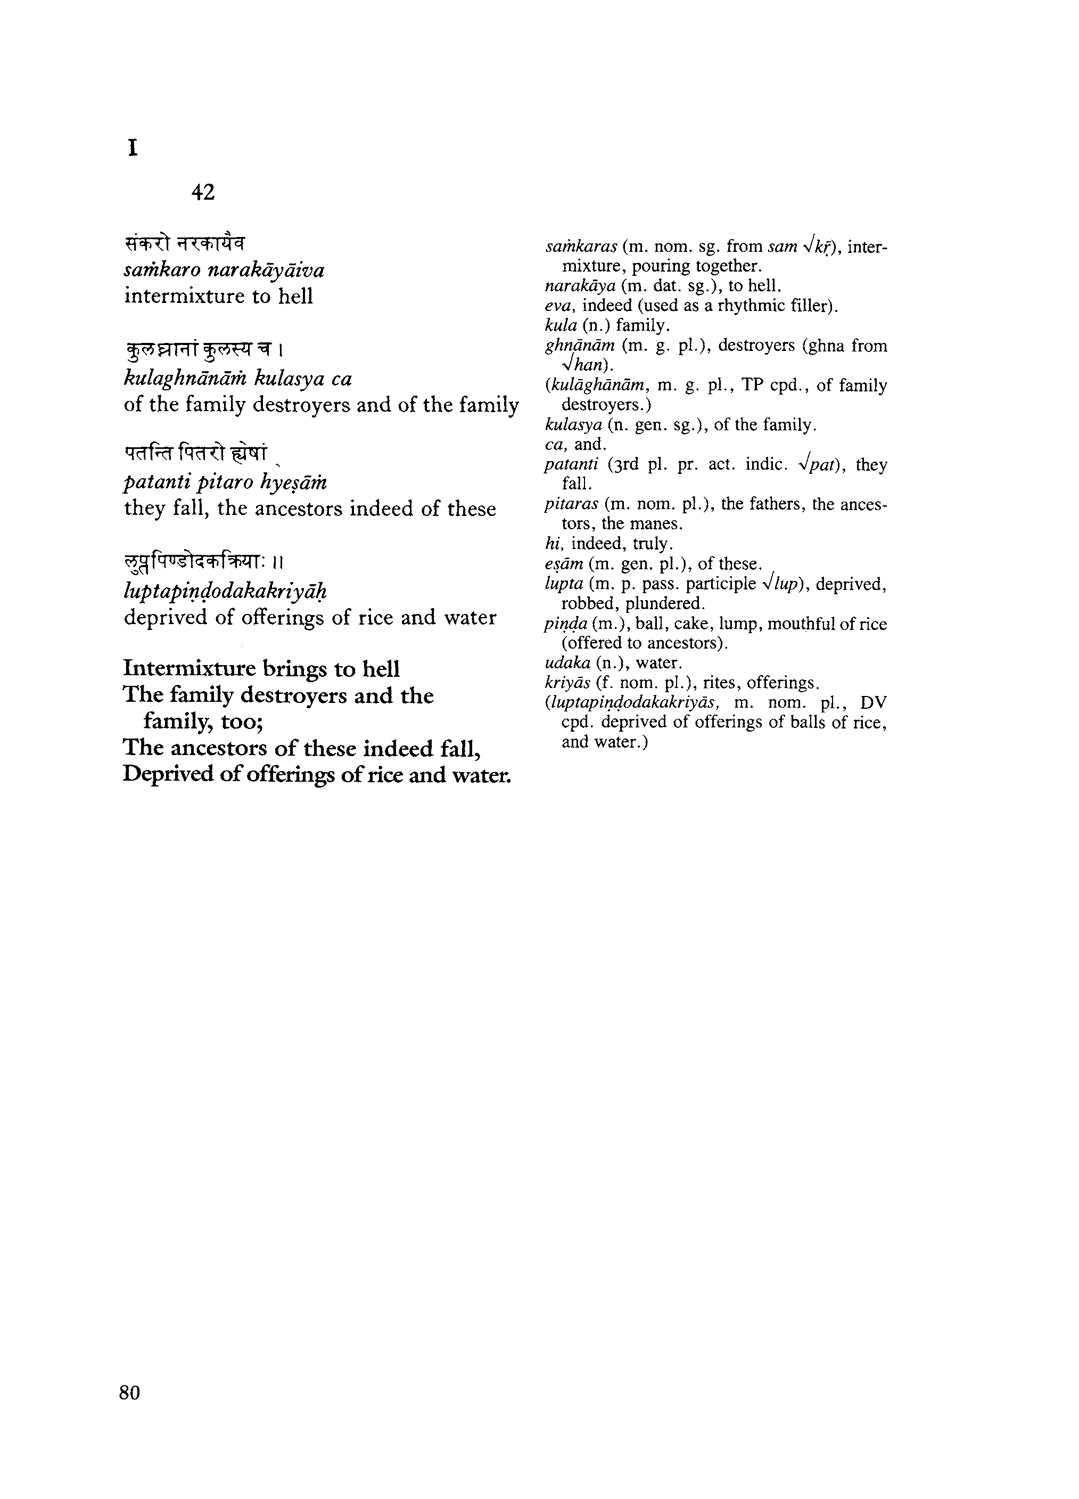 I
42
संकरो नरकायैव
saṁkaro narakāyāiva
intermixture to hell
कुलघ्नानां कुलस्य च ।
kulaghnānāṁ kulasya ca
of the family destroyers and of the family
पतन्ति पितरो ह्येषां
patanti pitaro hyeṣāṁ
they fall, the ancestors indeed of these
लुप्तपिण्डोदकक्रियाः ॥
luptapiṇḍodakakriyāḥ
deprived of offerings of rice and water
Intermixture brings to hell
The family destroyers and the
family, too;
The ancestors of these indeed fall,
Deprived of offerings of rice and water.
saṁkaras (m. nom. sg. from sam √kṝ), inter-
mixture, pouring together.
narakāya (m. dat. sg.), to hell.
eva, indeed (used as a rhythmic filler).
kula (n.) family.
ghnānām (m. g. pl.), destroyers (ghna from
√han).
(kulāghānām, m. g. pl., TP cpd., of family
destroyers.)
kulasya (n. gen. sg.), of the family.
ca, and.
patanti (3rd pl. pr. act. indic. √pat), they
fall.
pitaras (m. nom. pl.), the fathers, the ances-
tors, the manes.
hi, indeed, truly.
eṣām (m. gen. pl.), of these.
lupta (m. p. pass. participle √lup), deprived,
robbed, plundered.
piṇḍa (m.), ball, cake, lump, mouthful of rice
(offered to ancestors).
udaka (n.), water.
kriyās (f. nom. pl.), rites, offerings.
(luptapiṇḍodakakriyās, m. nom. pl., DV
cpd. deprived of offerings of balls of rice,
and water.)
80